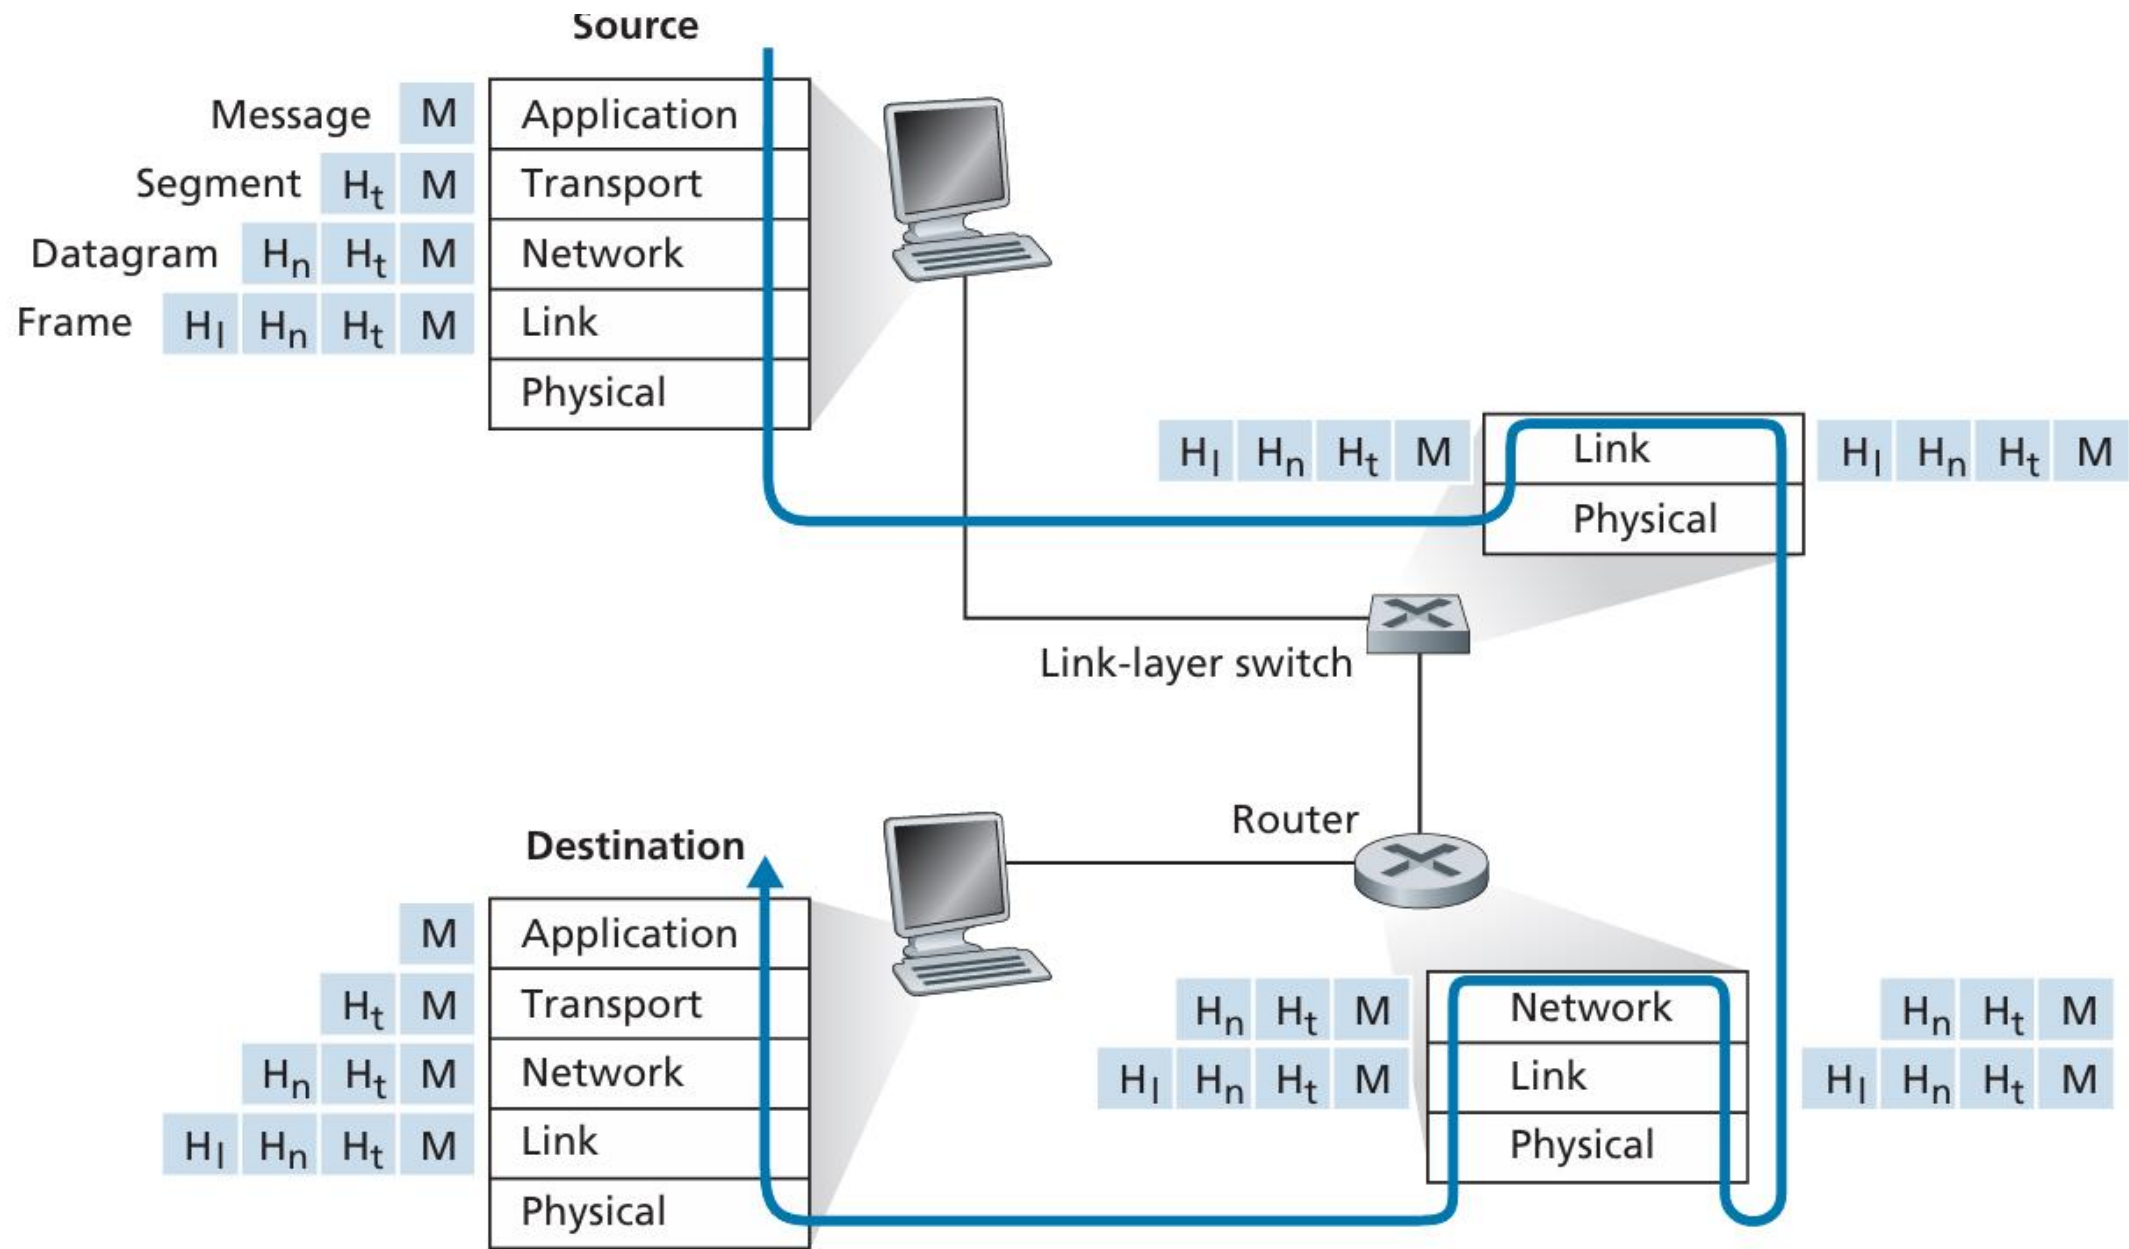 Source
Message M Application
Segment Ht M Transport
Datagram Hn Ht M Network
Frame Hl Hn Ht M Link
Physical
Hl Hn Ht M Link Hl Hn Ht M
Physical
Link-layer switch
Router
Destination
M Application
Ht M Transport
Hn Ht M Network
Hl Hn Ht M Link
Physical
Hn Ht M Network Hn Ht M
Hl Hn Ht M Link Hl Hn Ht M
Physical